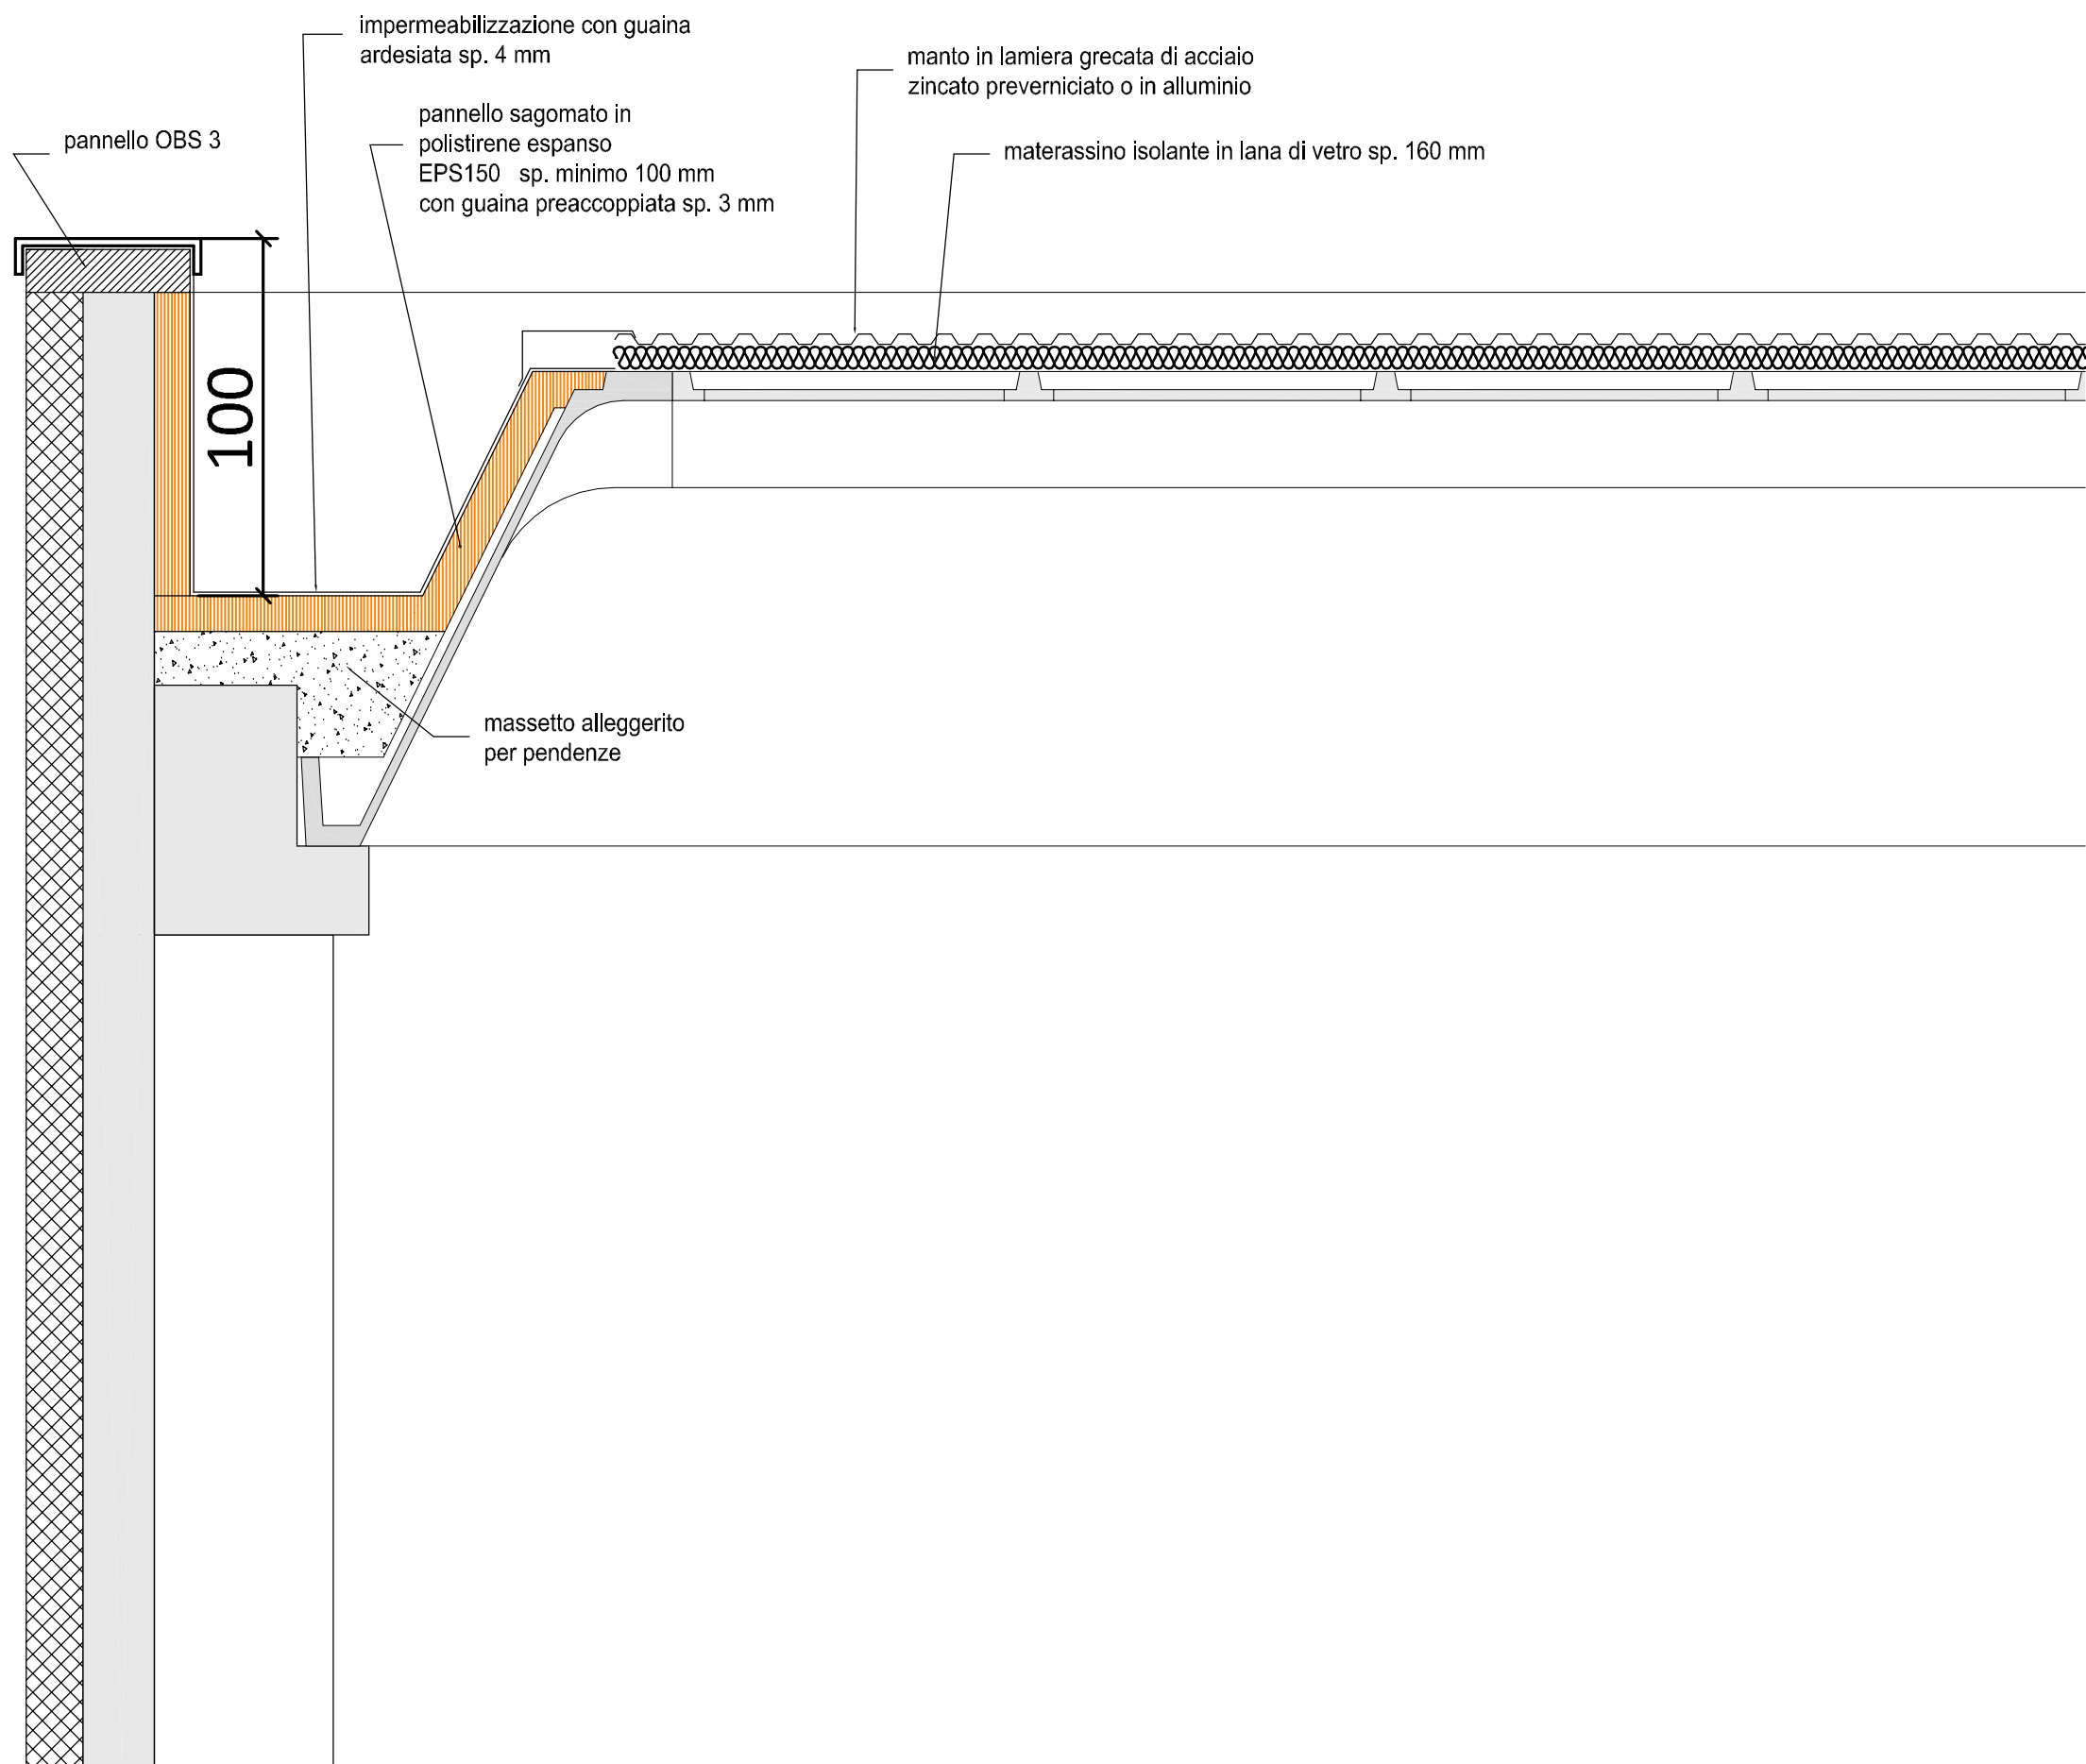 impermeabilizzazione con guaina
ardesiata sp. 4 mm
manto in lamiera grecata di acciaio
zincato preverniciato o in alluminio
pannello sagomato in
polistirene espanso
EPS150 sp. minimo 100 mm
con guaina preaccoppiata sp. 3 mm
pannello OBS 3
materassino isolante in lana di vetro sp. 160 mm
100
massetto alleggerito
per pendenze